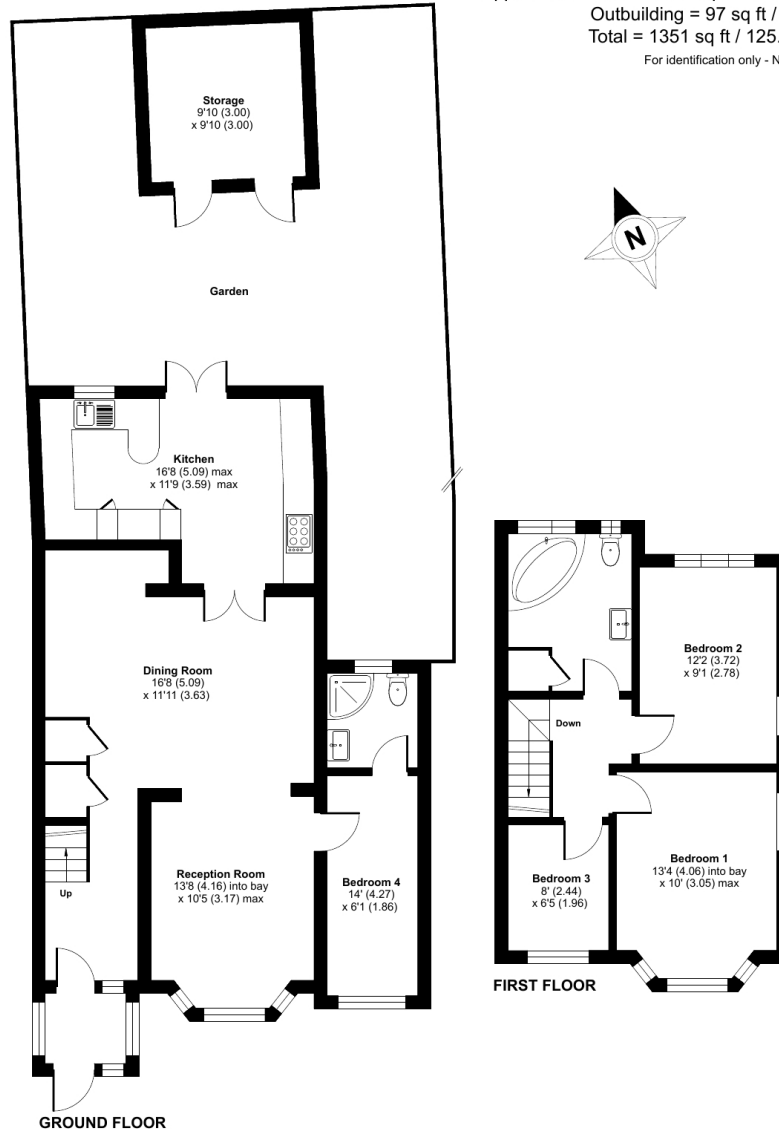 Outbuilding = 97 sq ft /
Total = 1351 sq ft / 125.
For identification only - N
Storage
9'10 (3.00)
x 9'10 (3.00)
N
Garden
Kitchen
16'8 (5.09) max
x 11'9 (3.59) max
Dining Room
16'8 (5.09)
x 11'11 (3.63)
Up
Reception Room
13'8 (4.16) into bay
x 10'5 (3.17) max
Bedroom 4
14' (4.27)
x 6'1 (1.86)
GROUND FLOOR
Bedroom 2
12'2 (3.72)
x 9'1 (2.78)
Down
Bedroom 3
8' (2.44)
x 6'5 (1.96)
Bedroom 1
13'4 (4.06) into bay
x 10' (3.05) max
FIRST FLOOR